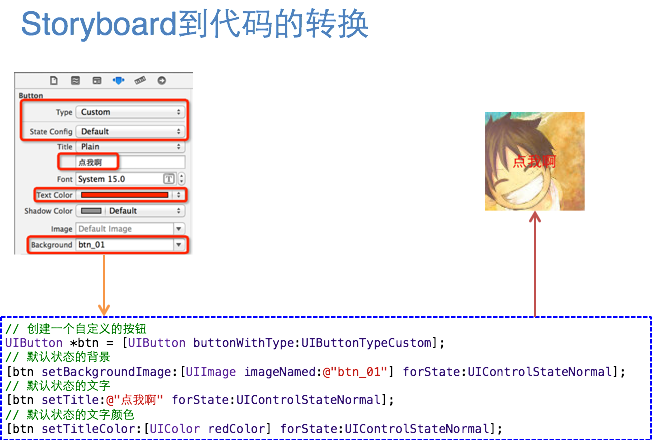 Storyboard到代码的转换
Button
Type Custom
State Config Default
Title Plain
点我啊
Font System 15.0
Text Color
Shadow Color Default
Image Default Image
Background btn_01
点我啊
// 创建一个自定义的按钮
UIButton *btn = [UIButton buttonWithType:UIButtonTypeCustom];
// 默认状态的背景
[btn setBackgroundImage:[UIImage imageNamed:@"btn_01"] forState:UIControlStateNormal];
// 默认状态的文字
[btn setTitle:@"点我啊" forState:UIControlStateNormal];
// 默认状态的文字颜色
[btn setTitleColor:[UIColor redColor] forState:UIControlStateNormal];